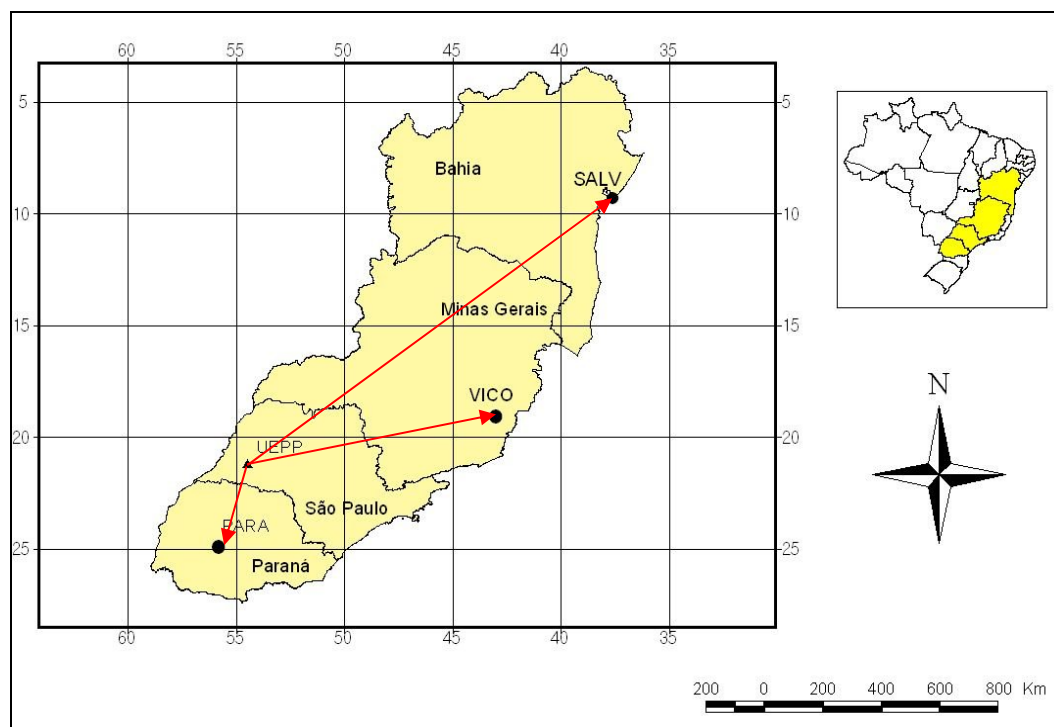 60 55 50 45 40 35
5 5
Bahia
SALV
10 10
Minas Gerais
15 15
VICO
N
20 20
UEPP
São Paulo
PARA
25 25
Paraná
60 55 50 45 40 35
200 0 200 400 600 800 Km